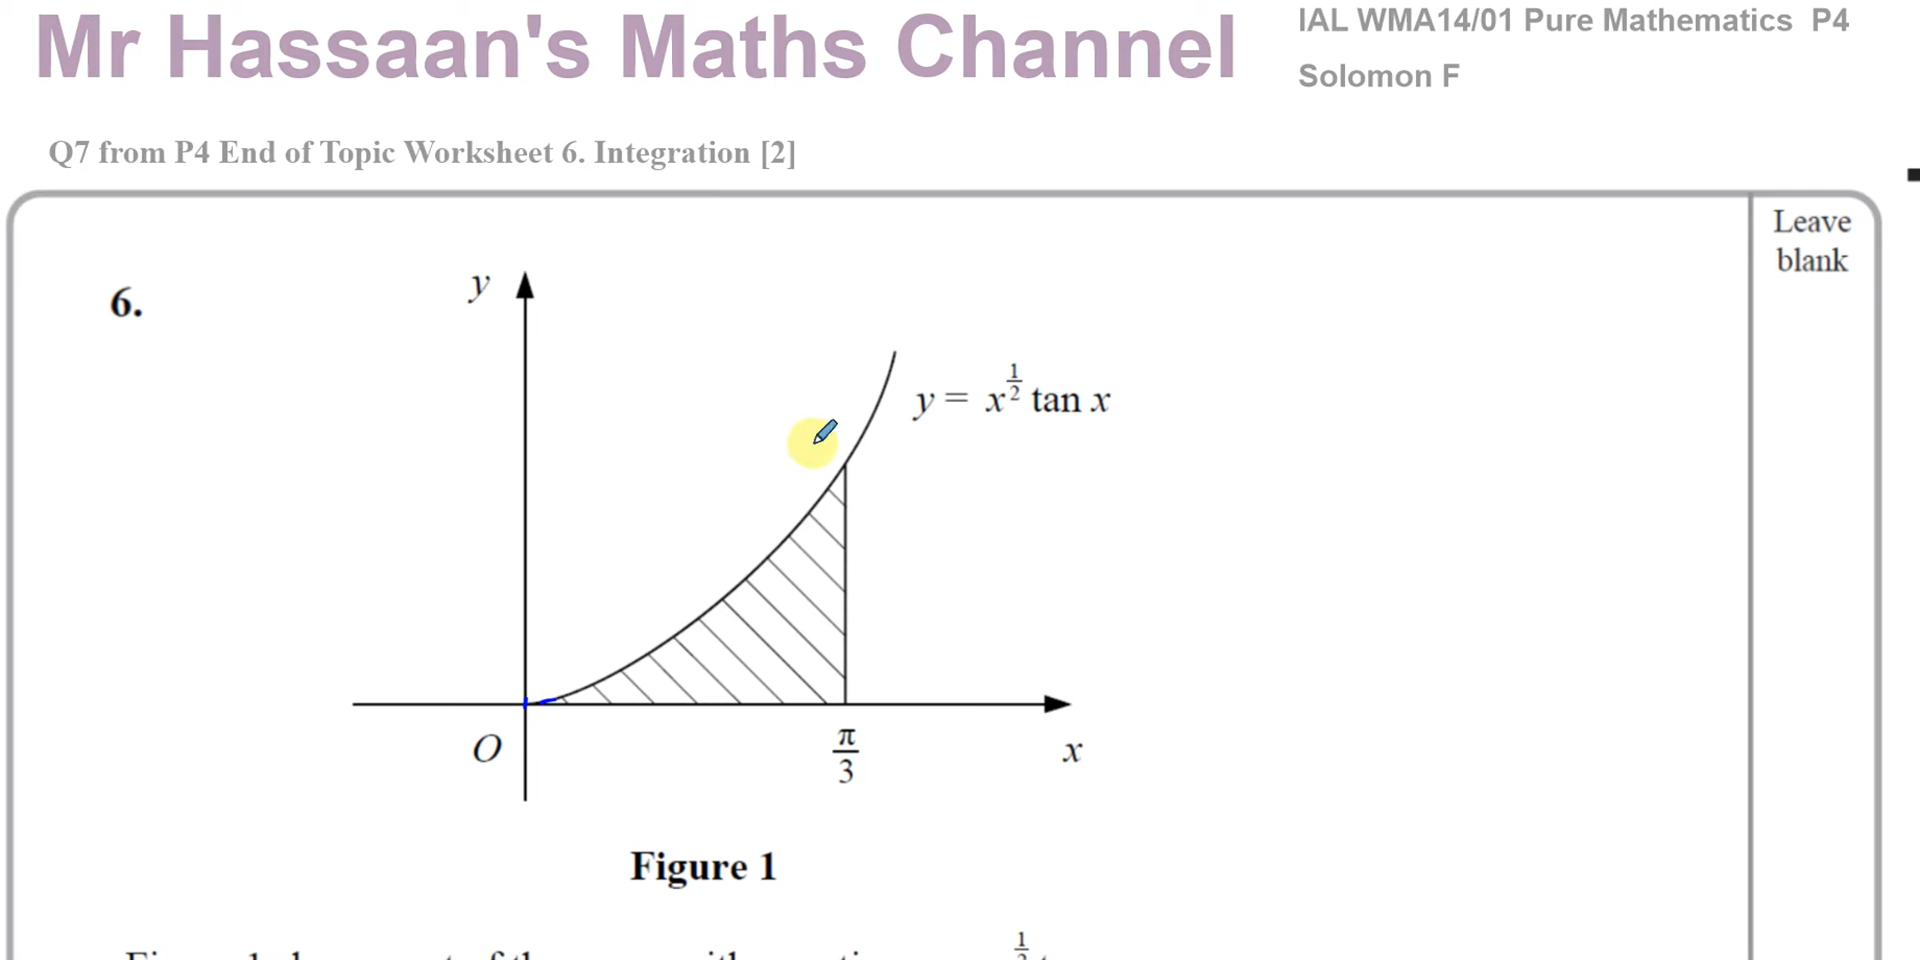 Mr Hassaan's Maths Channel
IAL WMA14/01 Pure Mathematics P4
Solomon F
Q7 from P4 End of Topic Worksheet 6. Integration [2]
Leave
blank
6.
y
y = x^(1/2) tan x
O
π/3
x
Figure 1